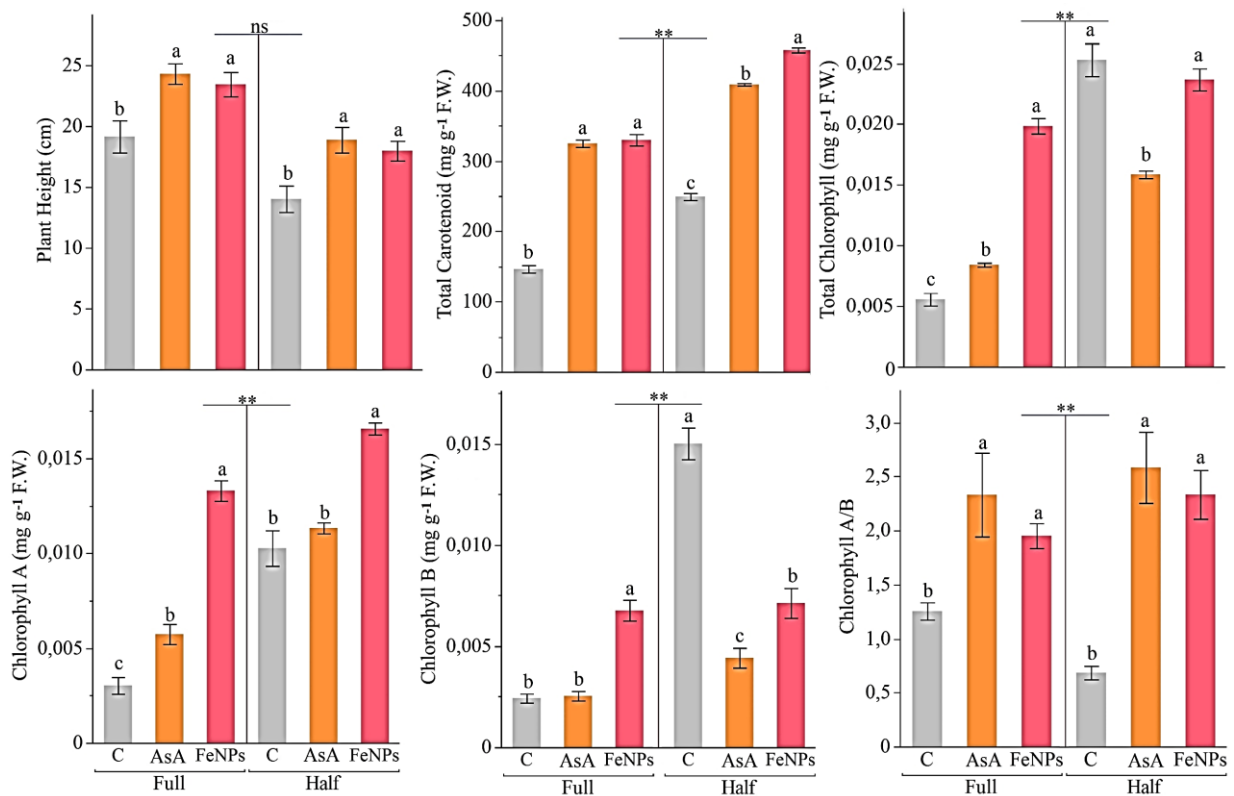 ns
a
a
25
b
a
a
20
b
15
10
5
0
Plant Height (cm)
500
**
a
b
400
a
a
300
c
200
b
100
0
Total Carotenoid (mg g⁻¹ F.W.)
**
a
a
0,025
a
0,020
b
0,015
0,010
b
c
0,005
0
Total Chlorophyll (mg g⁻¹ F.W.)
**
a
a
0,015
b
b
0,010
b
0,005
c
0
Chlorophyll A (mg g⁻¹ F.W.)
C AsA FeNPs C AsA FeNPs
Full Half
**
a
0,015
0,010
a
b
c
0,005
b b
0
Chlorophyll B (mg g⁻¹ F.W.)
C AsA FeNPs C AsA FeNPs
Full Half
**
3,0
a
a
a
2,5
a
2,0
1,5
b
1,0
b
0,5
0
Chlorophyll A/B
C AsA FeNPs C AsA FeNPs
Full Half